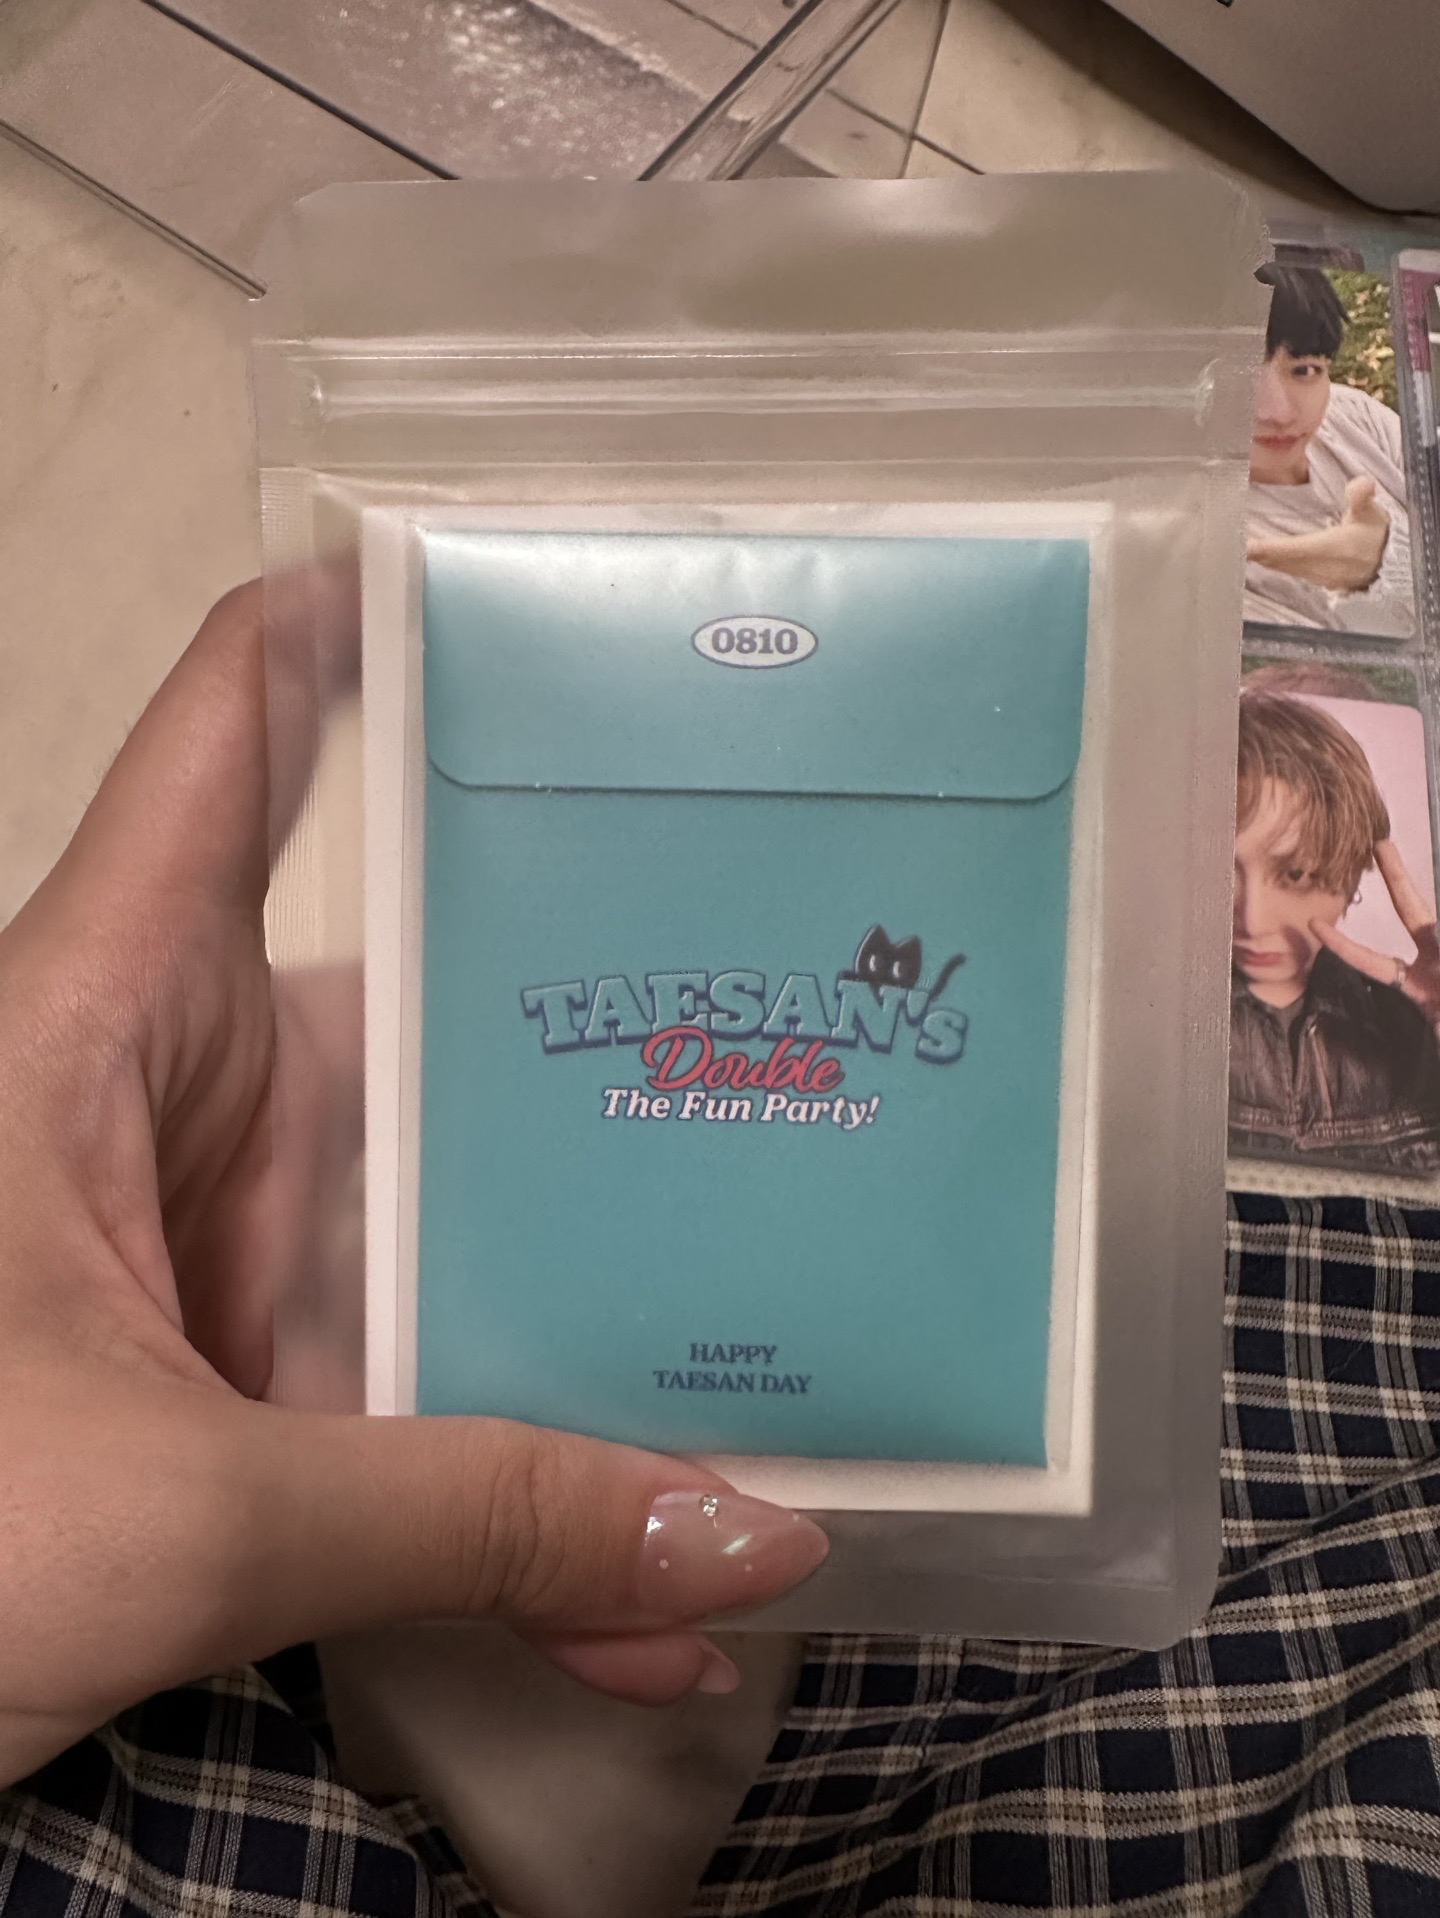 0810
TAESAN's
Double
The Fun Party!
HAPPY
TAESAN DAY